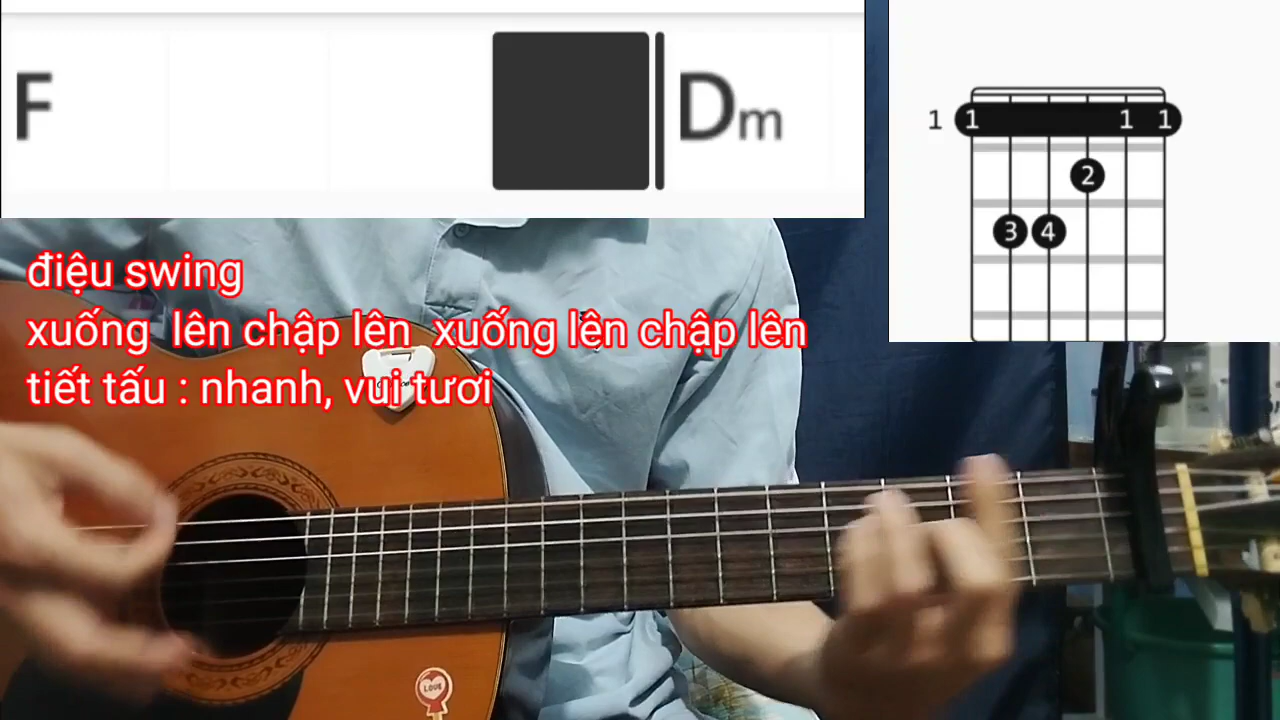 F Dm
1 1 1 1
2
3 4
điệu swing
xuống lên chập lên xuống lên chập lên
tiết tấu : nhanh, vui tươi
LOVE